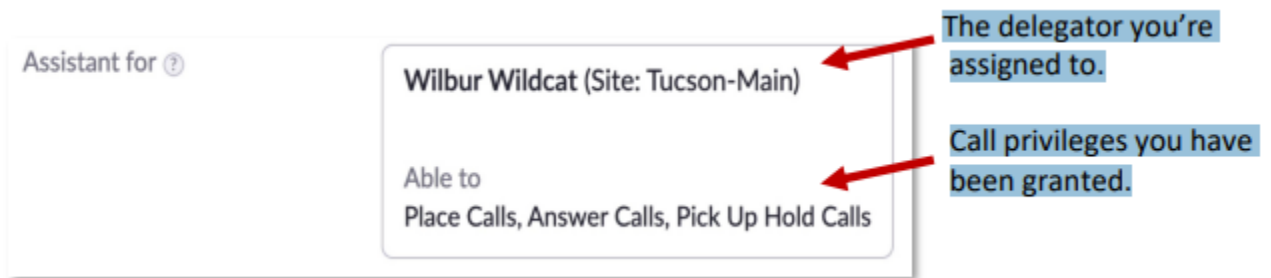 Assistant for ?
Wilbur Wildcat (Site: Tucson-Main)
Able to
Place Calls, Answer Calls, Pick Up Hold Calls
The delegator you’re
assigned to.
Call privileges you have
been granted.